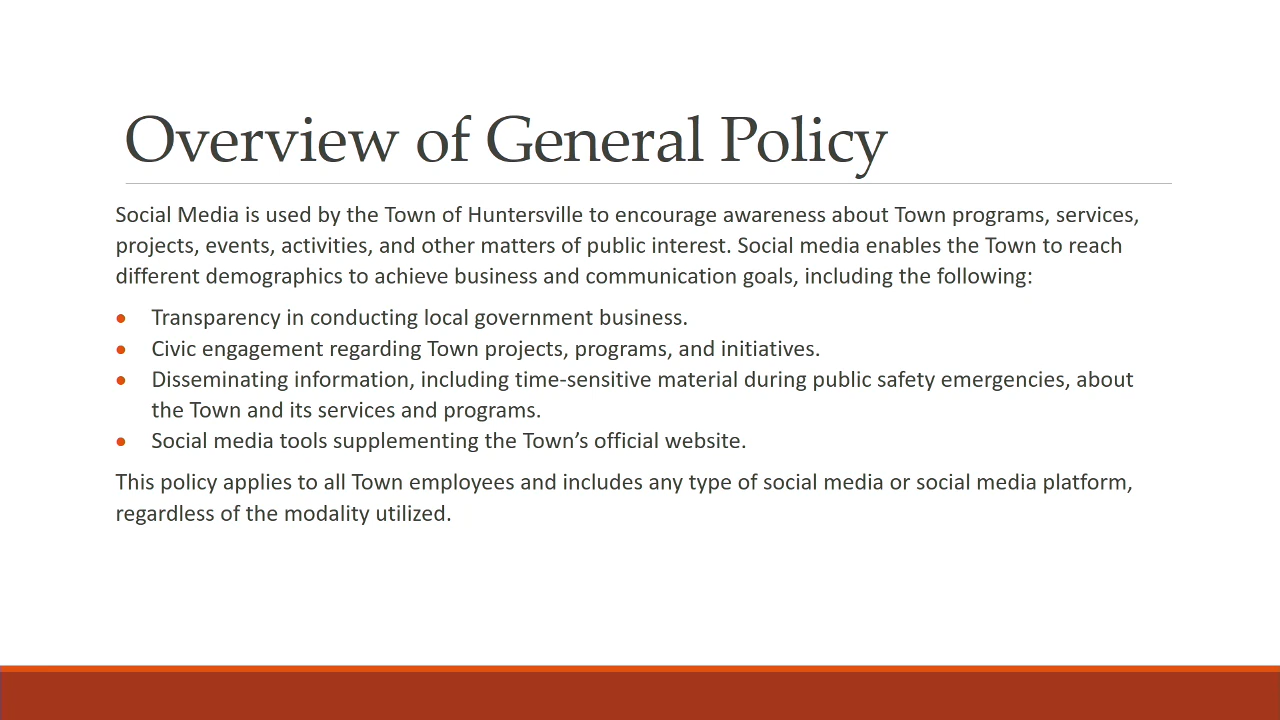 Overview of General Policy
Social Media is used by the Town of Huntersville to encourage awareness about Town programs, services,
projects, events, activities, and other matters of public interest. Social media enables the Town to reach
different demographics to achieve business and communication goals, including the following:
● Transparency in conducting local government business.
● Civic engagement regarding Town projects, programs, and initiatives.
● Disseminating information, including time-sensitive material during public safety emergencies, about
the Town and its services and programs.
● Social media tools supplementing the Town’s official website.
This policy applies to all Town employees and includes any type of social media or social media platform,
regardless of the modality utilized.